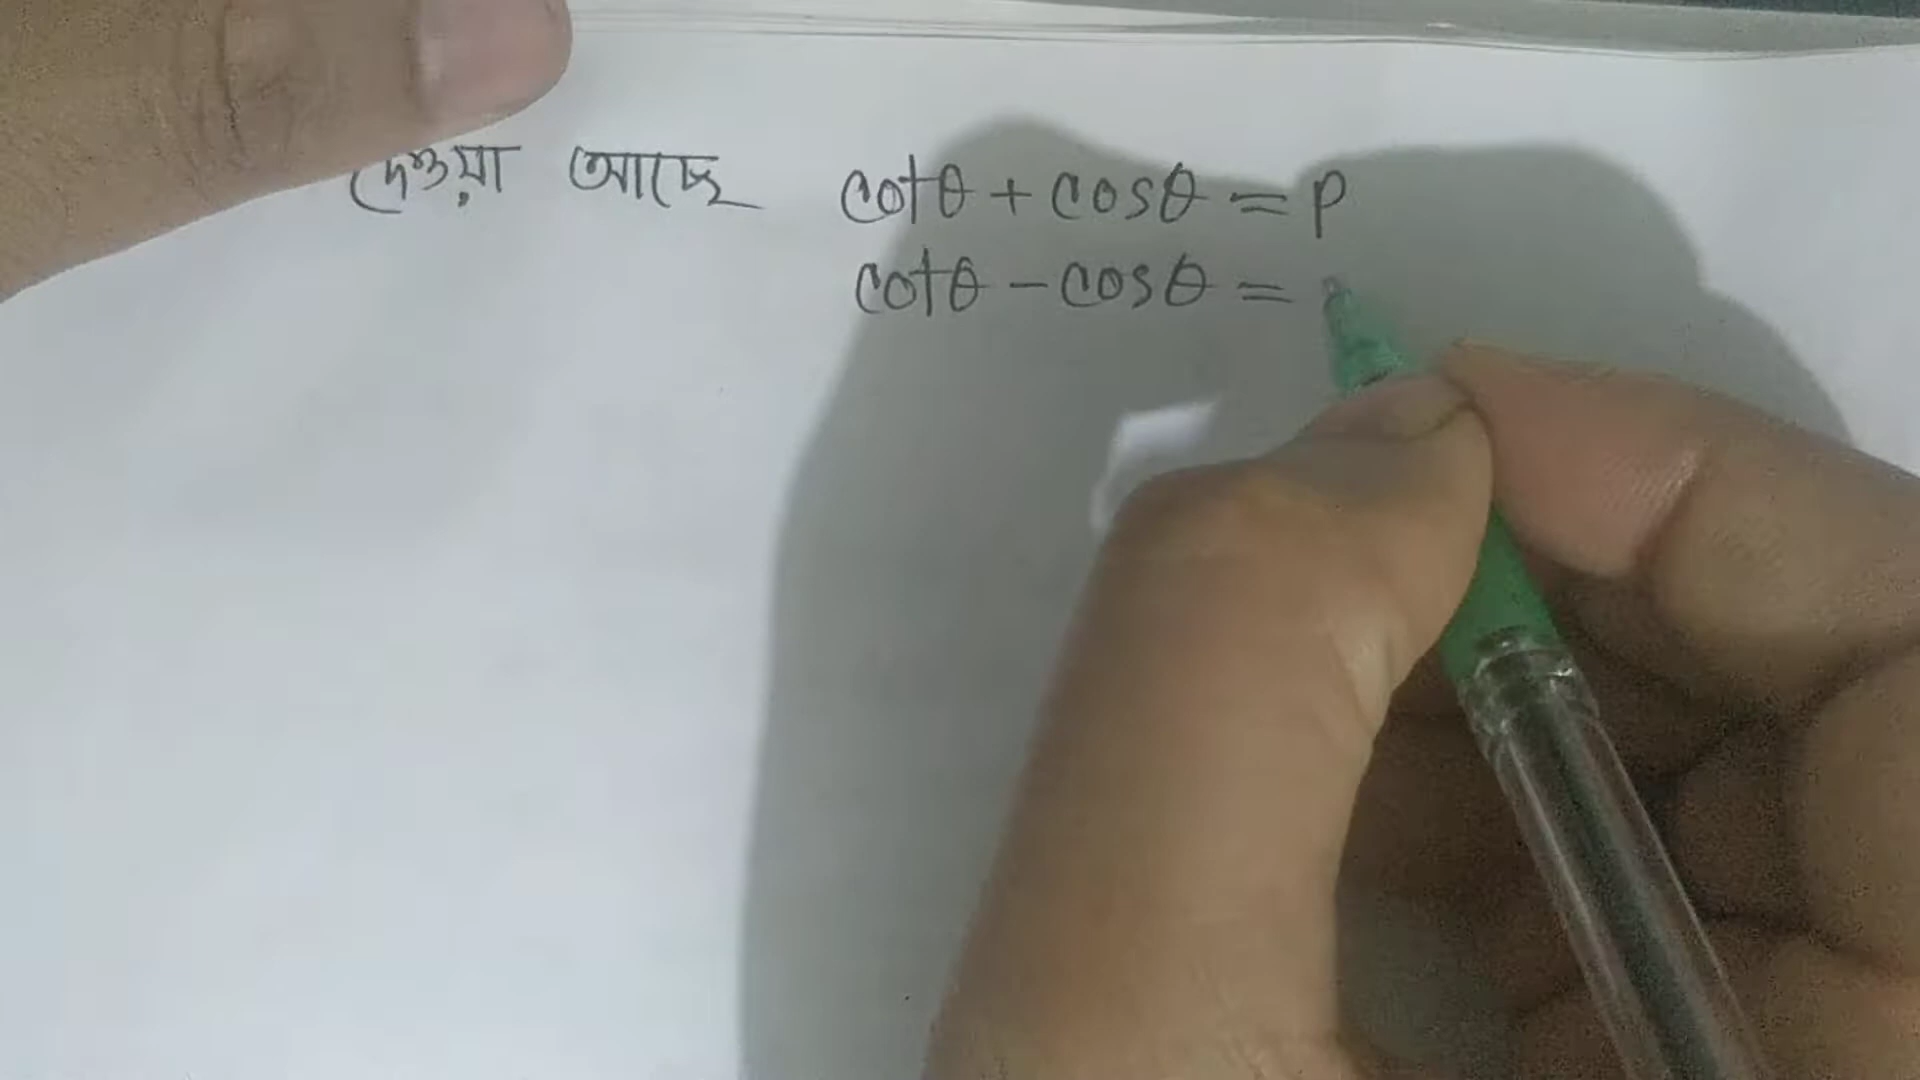 দেওয়া আছে cotθ + cosθ = p
cotθ - cosθ =